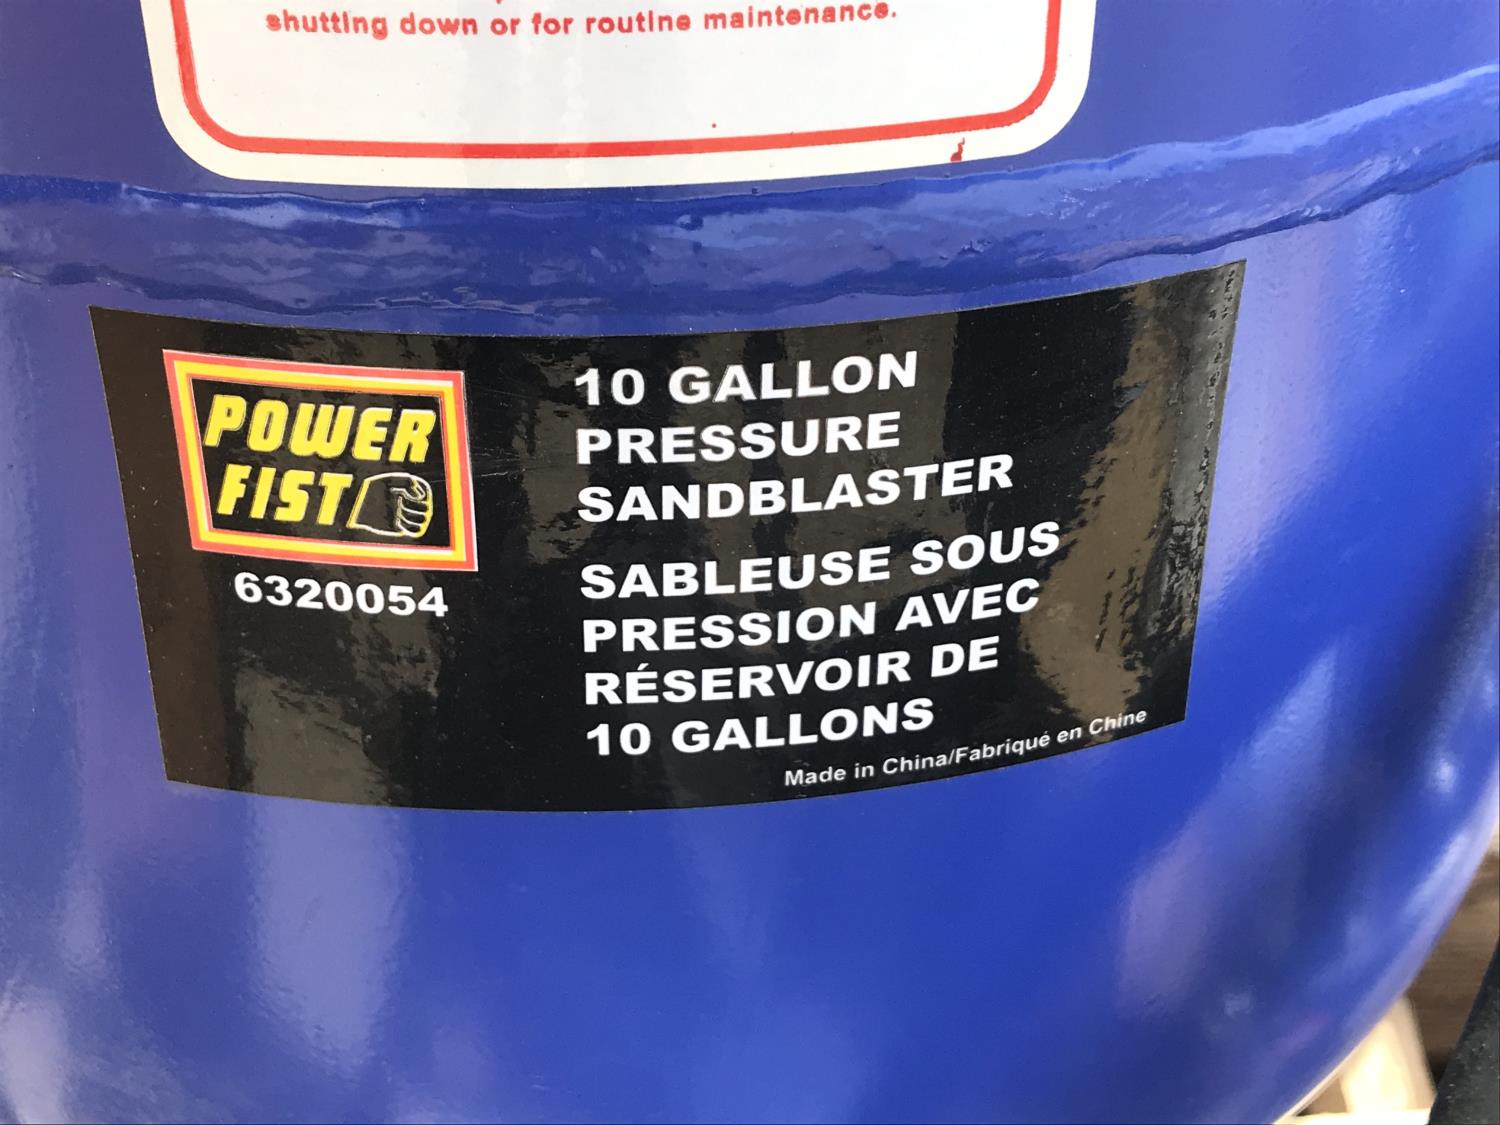 shutting down or for routine maintenance.
POWER
FIST
6320054
10 GALLON
PRESSURE
SANDBLASTER
SABLEUSE SOUS
PRESSION AVEC
RÉSERVOIR DE
10 GALLONS
Made in China/Fabriqué en Chine